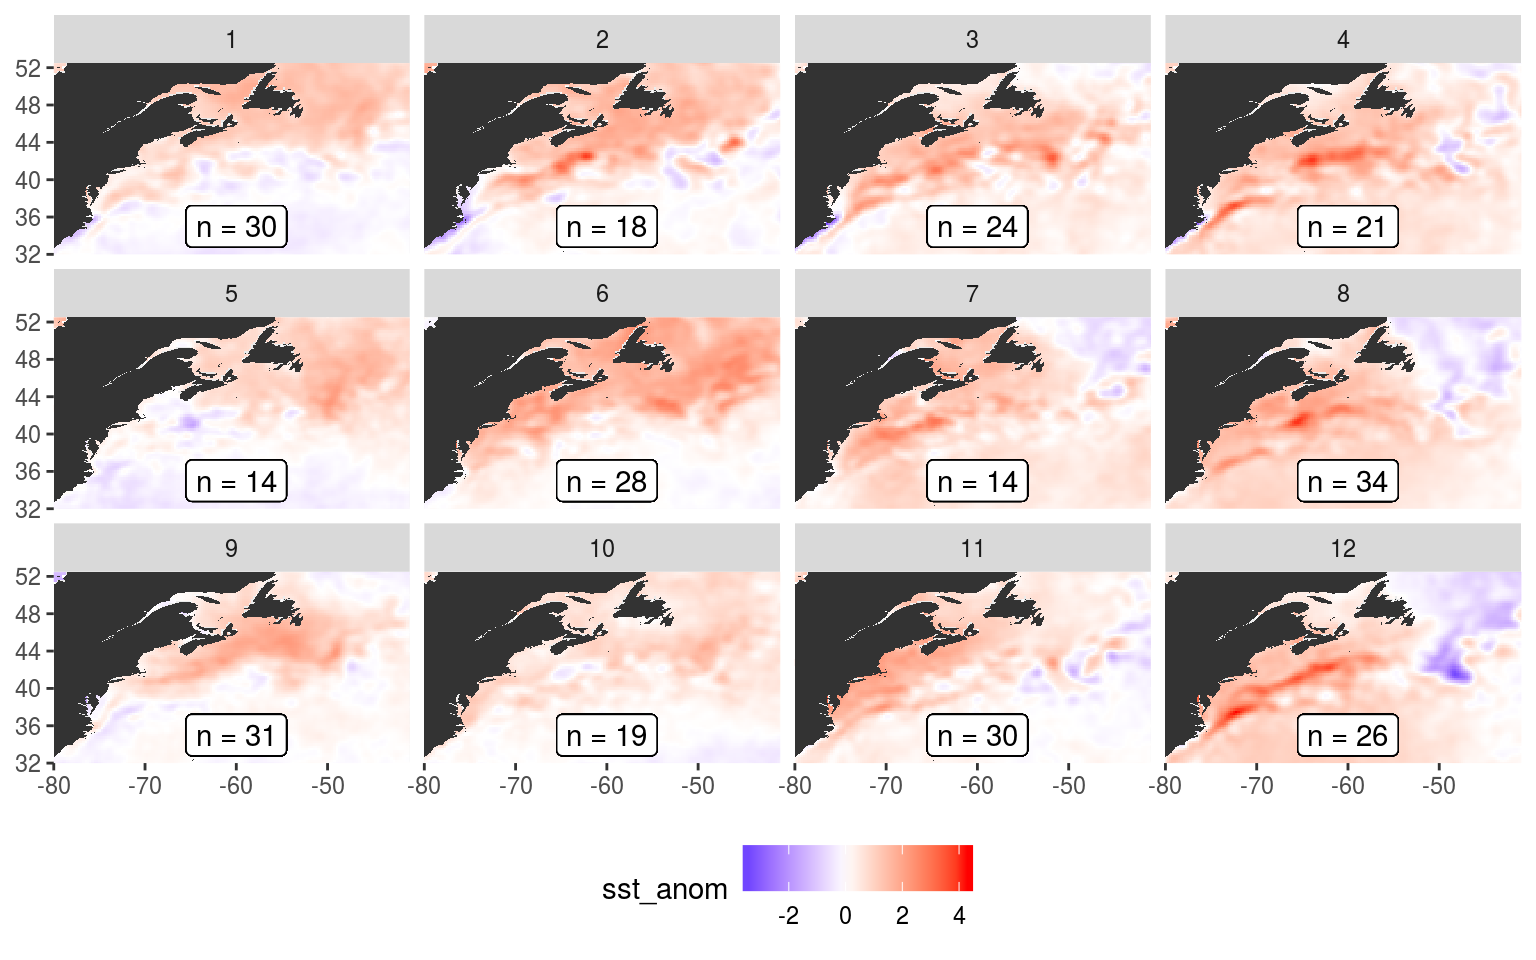 1 2 3 4
52
48
44
40
36
32
n = 30 n = 18 n = 24 n = 21
5 6 7 8
52
48
44
40
36
32
n = 14 n = 28 n = 14 n = 34
9 10 11 12
52
48
44
40
36
32
n = 31 n = 19 n = 30 n = 26
-80 -70 -60 -50 -80 -70 -60 -50 -80 -70 -60 -50 -80 -70 -60 -50
sst_anom
-2 0 2 4